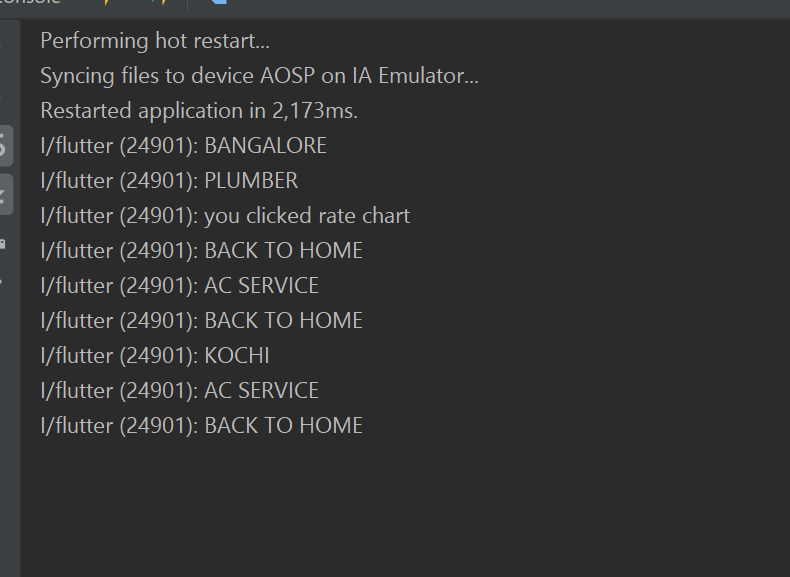 Performing hot restart...
Syncing files to device AOSP on IA Emulator...
Restarted application in 2,173ms.
I/flutter (24901): BANGALORE
I/flutter (24901): PLUMBER
I/flutter (24901): you clicked rate chart
I/flutter (24901): BACK TO HOME
I/flutter (24901): AC SERVICE
I/flutter (24901): BACK TO HOME
I/flutter (24901): KOCHI
I/flutter (24901): AC SERVICE
I/flutter (24901): BACK TO HOME